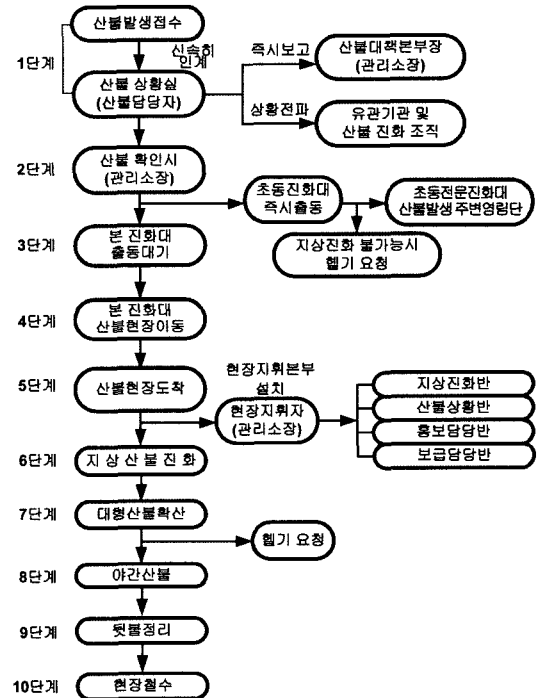 산불발생접수
신속히
인계
즉시보고
산불대책본부장
(관리소장)
1단계
산불 상황실
(산불담당자)
상황전파
유관기관 및
산불 진화 조직
2단계
산불 확인시
(관리소장)
초동진화대
즉시출동
초동전문진화대
산불발생 주변영림단
3단계
본 진화대
출동대기
지상진화 불가능시
헬기 요청
4단계
본 진화대
산불현장이동
5단계
산불현장도착
현장지휘본부
설치
현장지휘자
(관리소장)
지상진화반
산불상황반
홍보담당반
보급담당반
6단계
지 상 산 불 진 화
7단계
대형산불확산
헬기 요청
8단계
야간산불
9단계
뒷불정리
10단계
현장철수